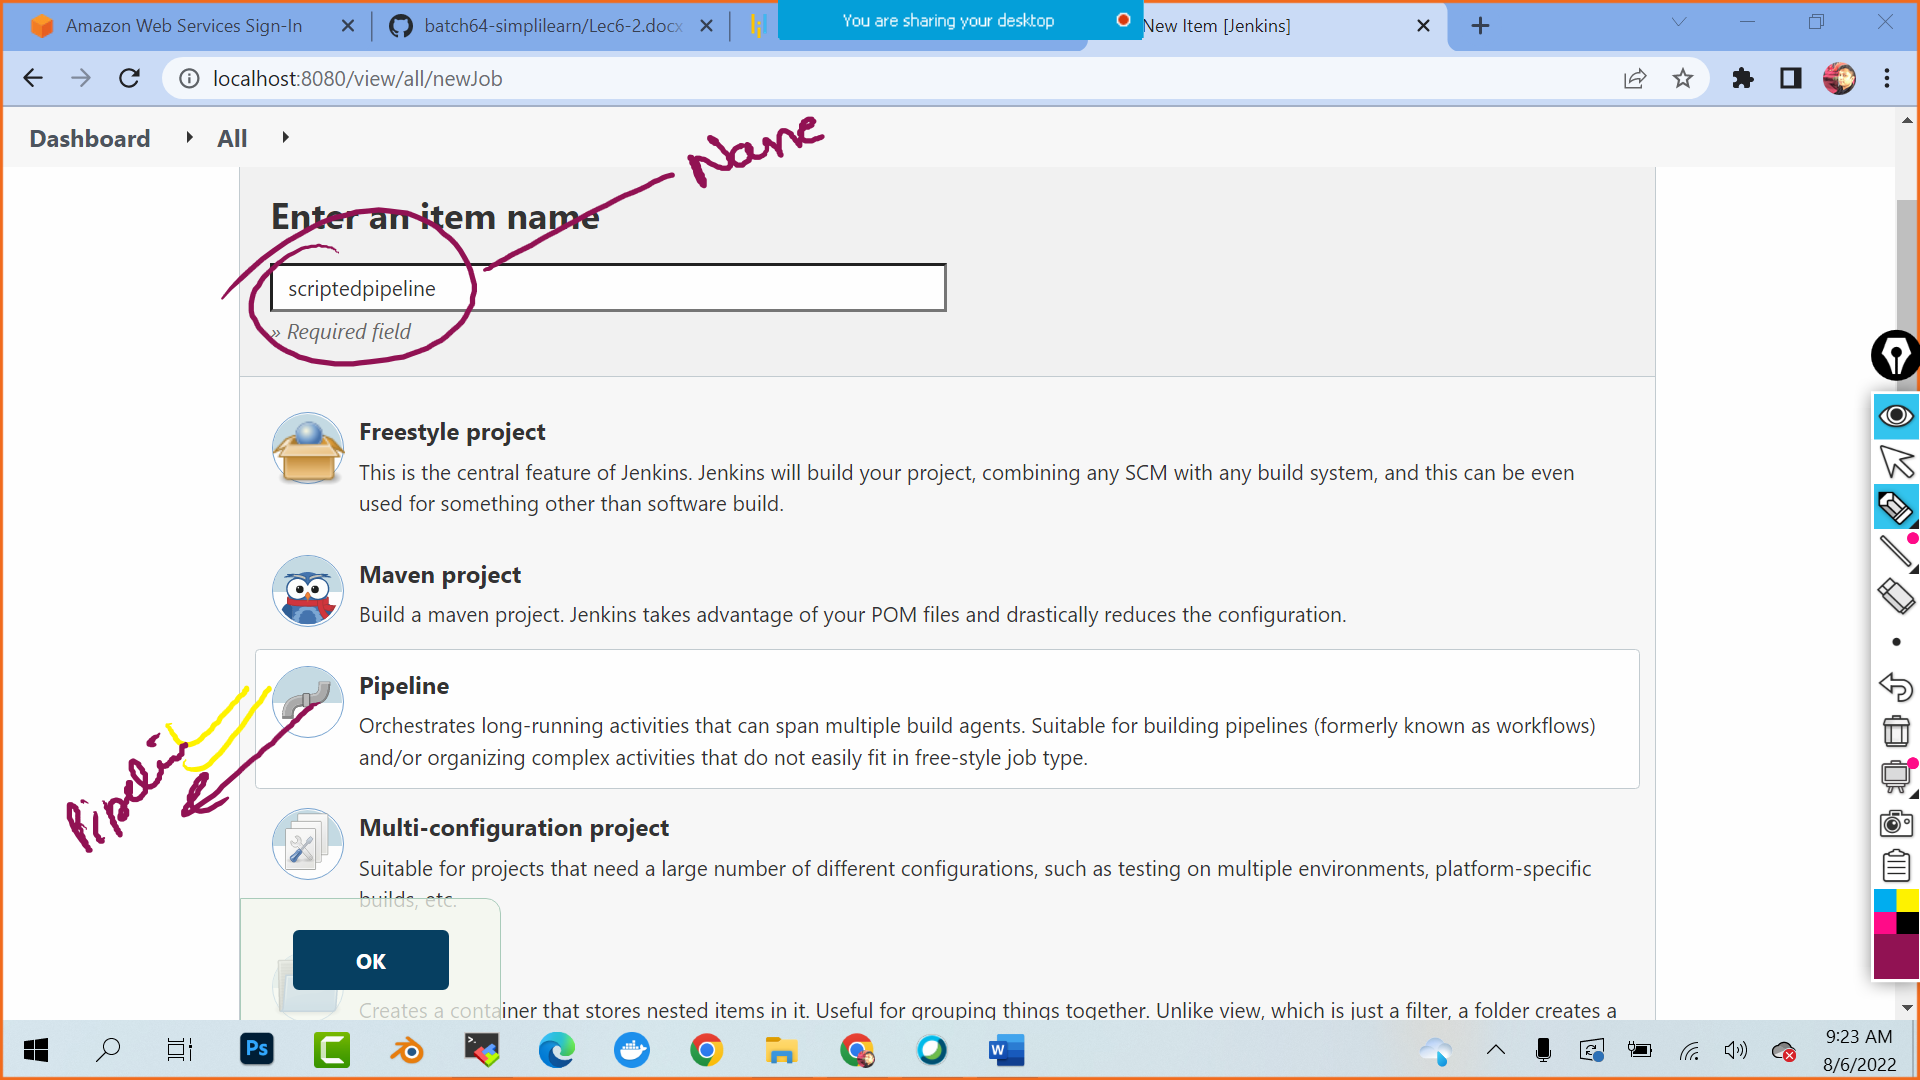 Amazon Web Services Sign-In
batch64-simplilearn/Lec6-2.docx
You are sharing your desktop
New Item [Jenkins]
localhost:8080/view/all/newJob
Dashboard
All
Name
Enter an item name
scriptedpipeline
» Required field
Freestyle project
This is the central feature of Jenkins. Jenkins will build your project, combining any SCM with any build system, and this can be even
used for something other than software build.
Maven project
Build a maven project. Jenkins takes advantage of your POM files and drastically reduces the configuration.
Pipeline
Orchestrates long-running activities that can span multiple build agents. Suitable for building pipelines (formerly known as workflows)
and/or organizing complex activities that do not easily fit in free-style job type.
Pipelin
Multi-configuration project
Suitable for projects that need a large number of different configurations, such as testing on multiple environments, platform-specific
builds, etc.
OK
Creates a container that stores nested items in it. Useful for grouping things together. Unlike view, which is just a filter, a folder creates a
Ps
C
W
9:23 AM
8/6/2022